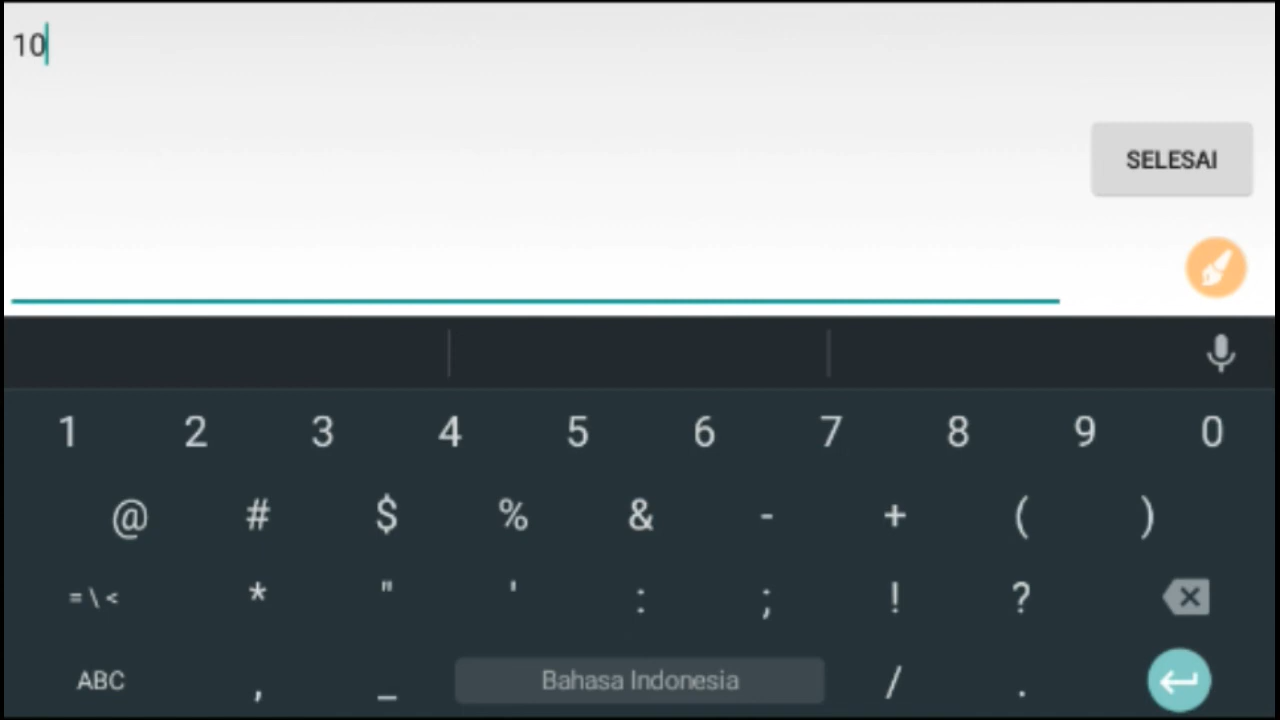 10
SELESAI
1 2 3 4 5 6 7 8 9 0
@ # $ % & - + ( )
= \ < * " ' : ; ! ?
ABC , _ Bahasa Indonesia / .